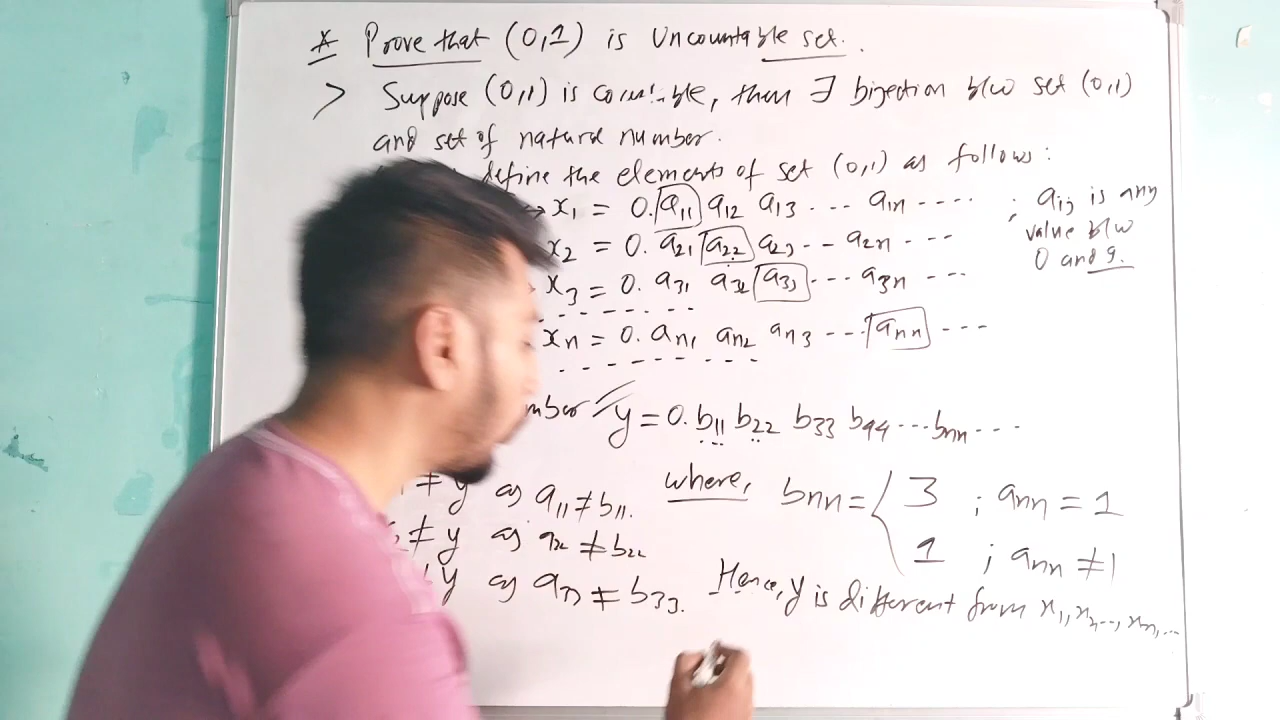 * Prove that (0,1) is Uncountable set.
> Suppose (0,1) is countable, then ∃ bijection b/w set (0,1)
and set of natural number.
define the elements of set (0,1) as follows:
→ x₁ = 0. a₁₁ a₁₂ a₁₃ ... a₁n ---- ; aij is any
x₂ = 0. a₂₁ a₂₂ a₂₃ -- a₂n --- value b/w
x₃ = 0. a₃₁ a₃₂ a₃₃ ... a₃n --- 0 and 9.
xn = 0. an₁ an₂ an₃ --- ann ---
y = 0. b₁₁ b₂₂ b₃₃ b₄₄ --- bnn ---
≠ y as a₁₁ ≠ b₁₁. where, bnn = { 3 ; ann = 1
≠ y as a₂₂ ≠ b₂₂ 1 ; ann ≠ 1
≠ y as a₃₃ ≠ b₃₃. Hence, y is different from x₁, x₂ --, xn, --